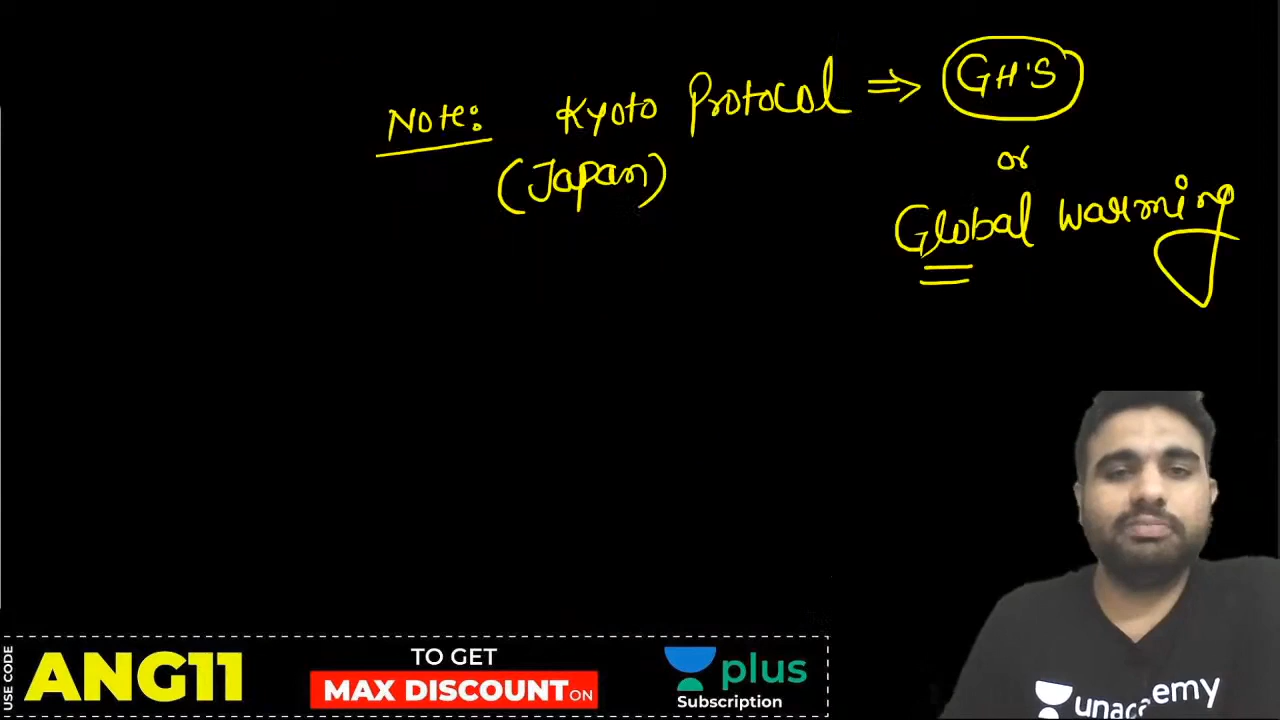 Note: Kyoto Protocol ⇒ GH'S
(Japan)
or
Global warming
USE CODE
ANG11
TO GET
MAX DISCOUNT ON
plus
Subscription
unacademy